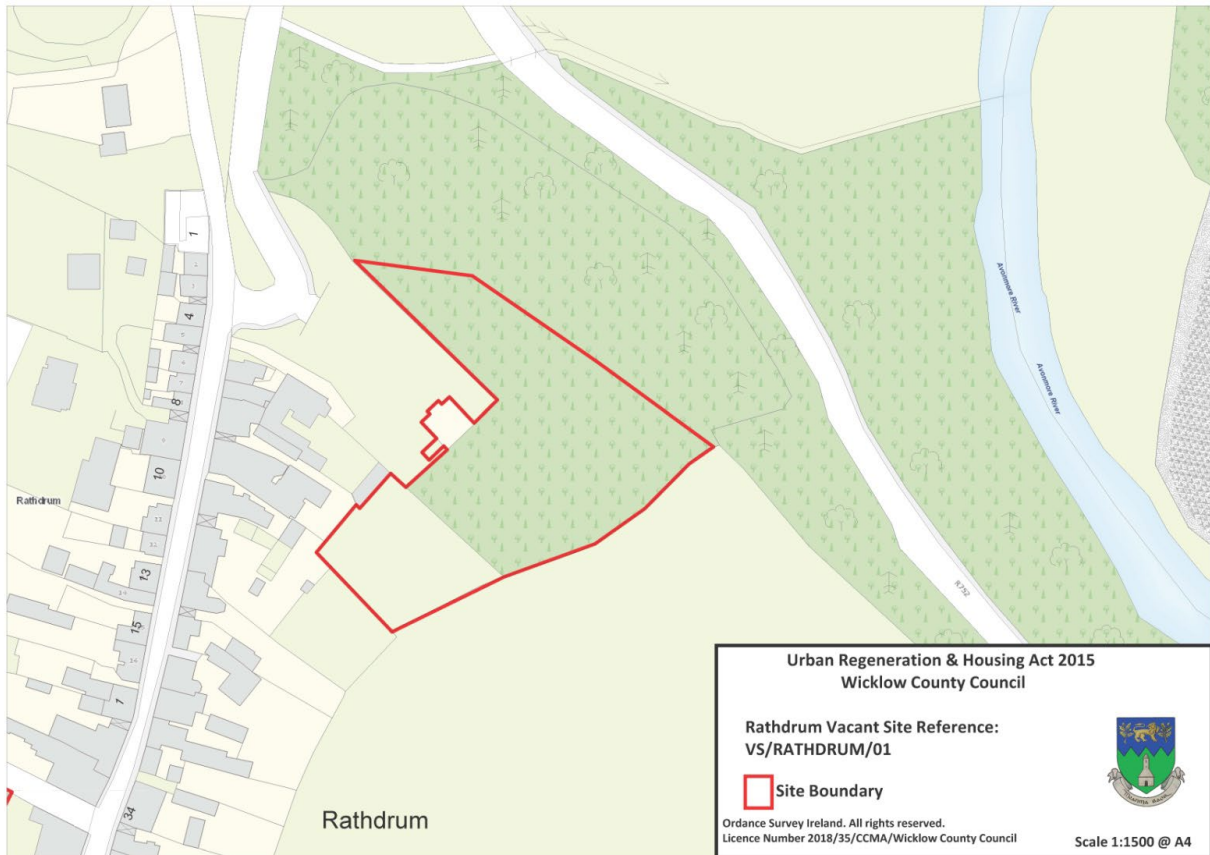 1
4
8
10
13
15
1
34
Rathdrum
Rathdrum
Avonmore River
Avonmore River
R752
Urban Regeneration & Housing Act 2015
Wicklow County Council
Rathdrum Vacant Site Reference:
VS/RATHDRUM/01
Site Boundary
Ordance Survey Ireland. All rights reserved.
Licence Number 2018/35/CCMA/Wicklow County Council
Scale 1:1500 @ A4